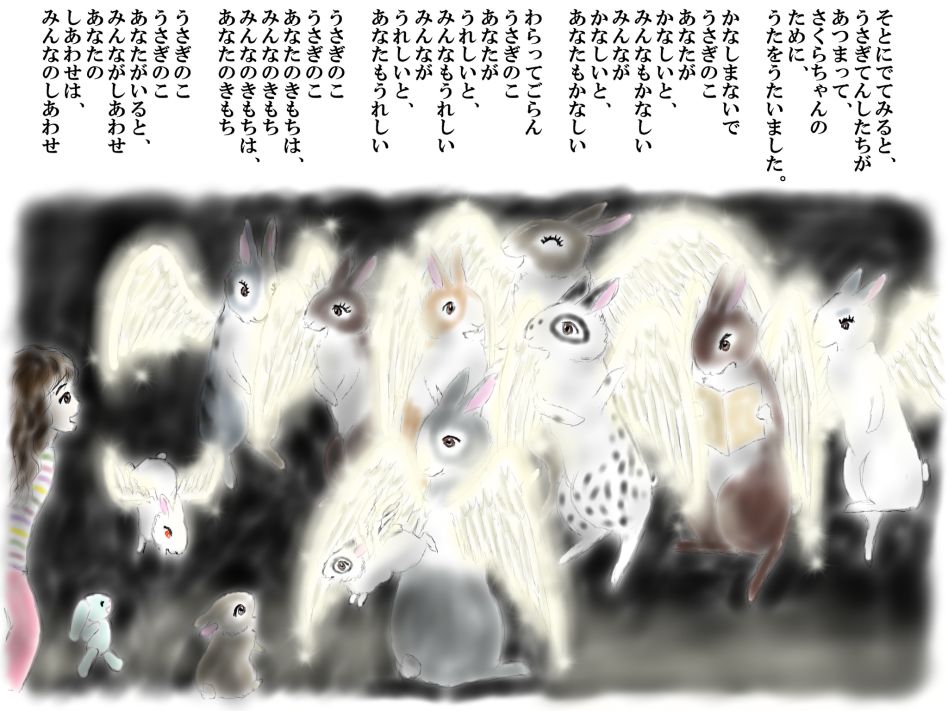 そとにでてみると、
うさぎてんしたちが
あつまって、
さくらちゃんの
ために、
うたをうたいました。
かなしまないで
うさぎのこ
あなたが
かなしいと、
みんなもかなしい
みんなが
かなしいと、
あなたもかなしい
わらってごらん
うさぎのこ
あなたが
うれしいと、
みんなもうれしい
みんなが
うれしいと、
あなたもうれしい
うさぎのこ
うさぎのこ
あなたのきもちは、
みんなのきもち
みんなのきもちは、
あなたのきもち
うさぎのこ
うさぎのこ
あなたがいると、
みんながしあわせ
あなたの
しあわせは、
みんなのしあわせ